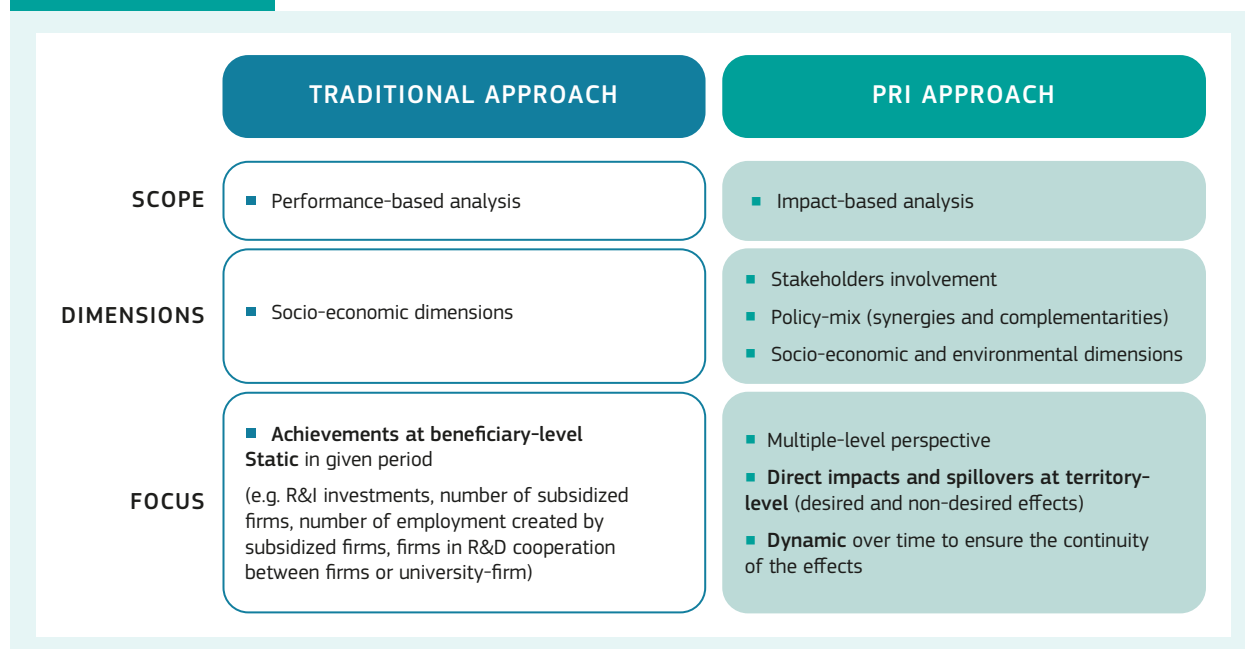 TRADITIONAL APPROACH
PRI APPROACH
SCOPE
Performance-based analysis
Impact-based analysis
DIMENSIONS
Socio-economic dimensions
Stakeholders involvement
Policy-mix (synergies and complementarities)
Socio-economic and environmental dimensions
FOCUS
Achievements at beneficiary-level
Static in given period
(e.g. R&I investments, number of subsidized
firms, number of employment created by
subsidized firms, firms in R&D cooperation
between firms or university-firm)
Multiple-level perspective
Direct impacts and spillovers at territory-
level (desired and non-desired effects)
Dynamic over time to ensure the continuity
of the effects